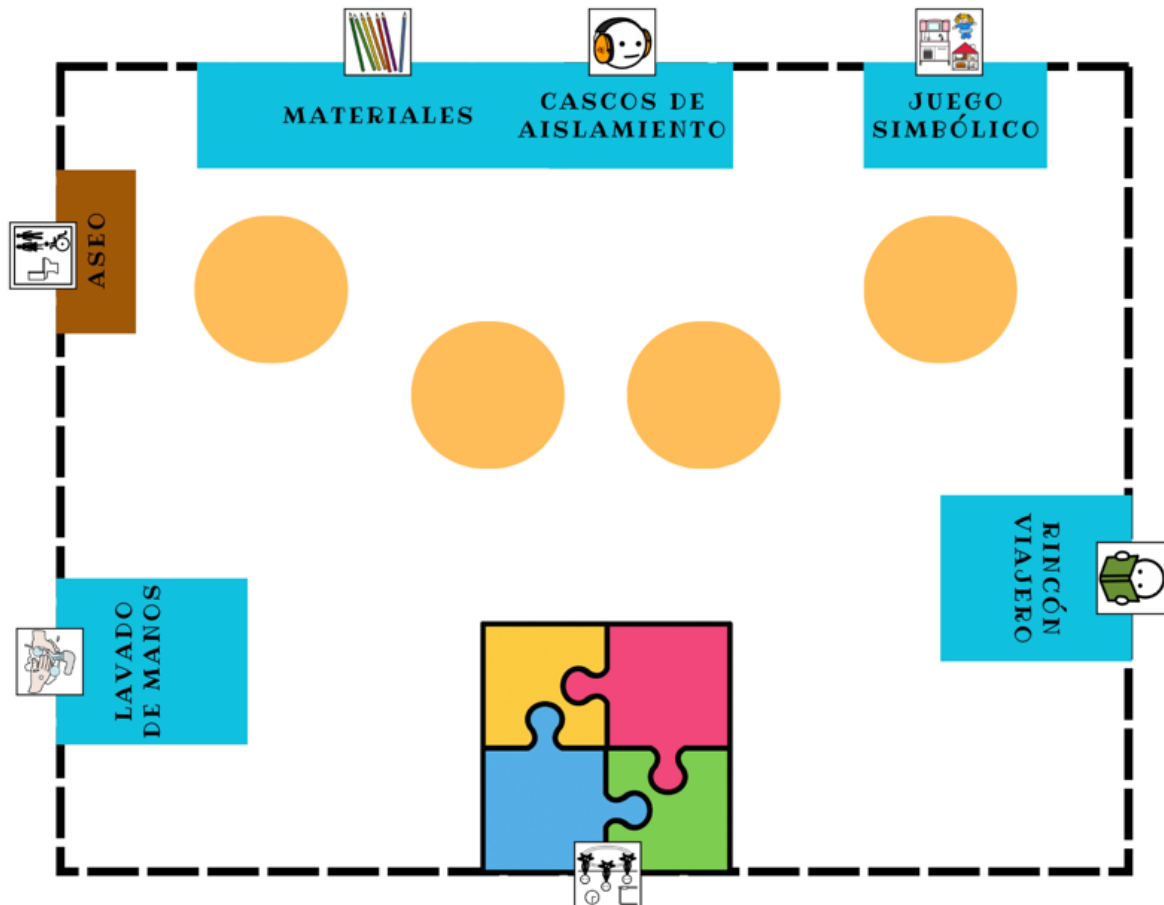 MATERIALES
CASCOS DE
AISLAMIENTO
JUEGO
SIMBÓLICO
ASEO
RINCÓN
VIAJERO
LAVADO
DE MANOS